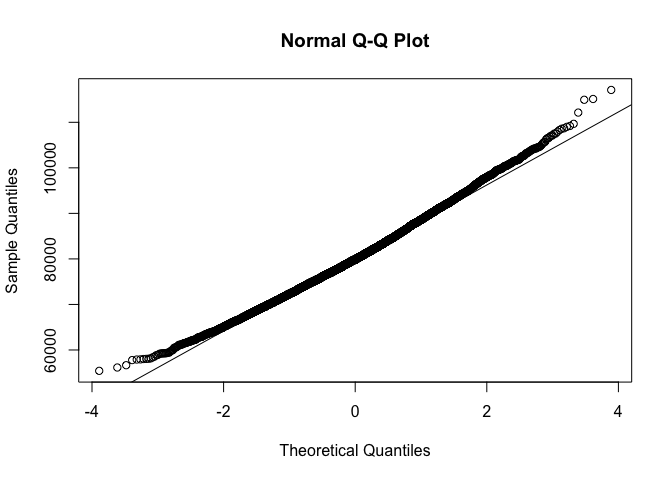 Normal Q-Q Plot
Sample Quantiles
100000
80000
60000
-4 -2 0 2 4
Theoretical Quantiles